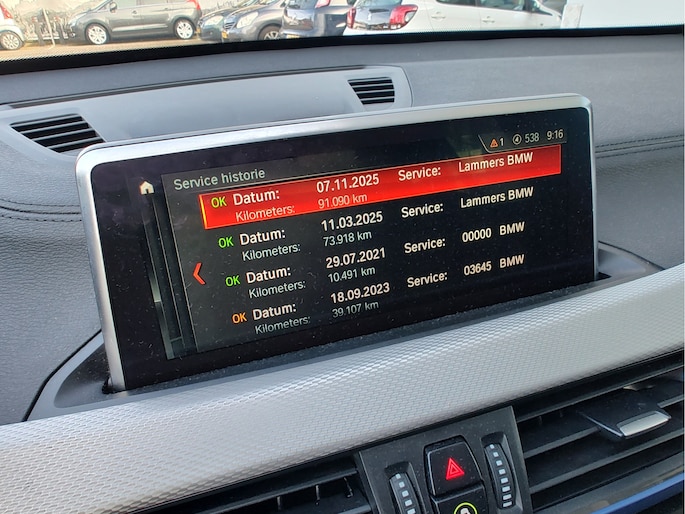 1 538 9:16
Service historie
OK Datum: 07.11.2025 Service: Lammers BMW
Kilometers: 91.090 km
OK Datum: 11.03.2025 Service: Lammers BMW
Kilometers: 73.918 km
OK Datum: 29.07.2021 Service: 00000 BMW
Kilometers: 10.491 km
OK Datum: 18.09.2023 Service: 03645 BMW
Kilometers: 39,107 km